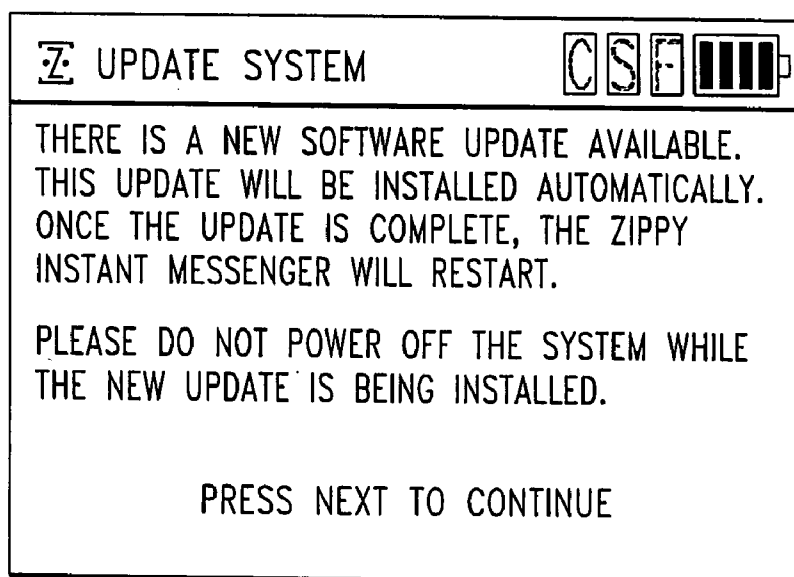 Z UPDATE SYSTEM C S F
THERE IS A NEW SOFTWARE UPDATE AVAILABLE.
THIS UPDATE WILL BE INSTALLED AUTOMATICALLY.
ONCE THE UPDATE IS COMPLETE, THE ZIPPY
INSTANT MESSENGER WILL RESTART.
PLEASE DO NOT POWER OFF THE SYSTEM WHILE
THE NEW UPDATE IS BEING INSTALLED.
PRESS NEXT TO CONTINUE